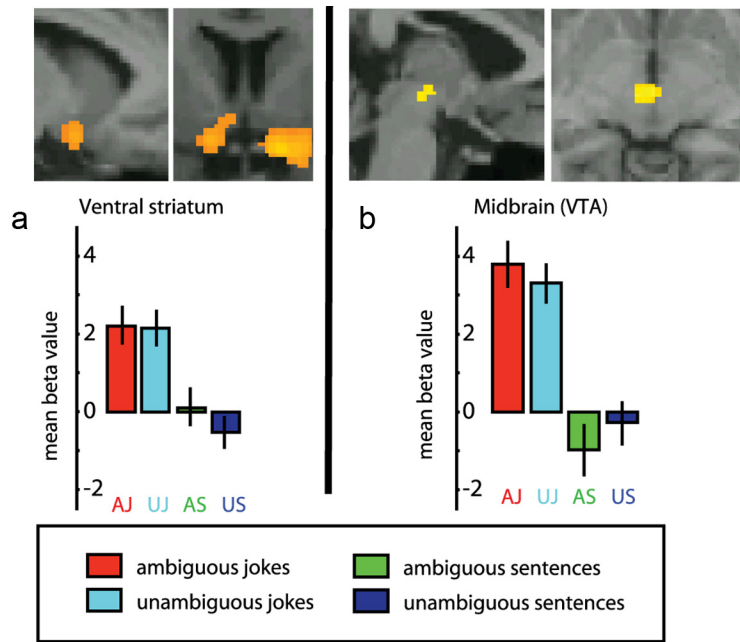 Ventral striatum
a
mean beta value
4
2
0
-2
AJ UJ AS US
Midbrain (VTA)
b
mean beta value
4
2
0
-2
AJ UJ AS US
ambiguous jokes
unambiguous jokes
ambiguous sentences
unambiguous sentences